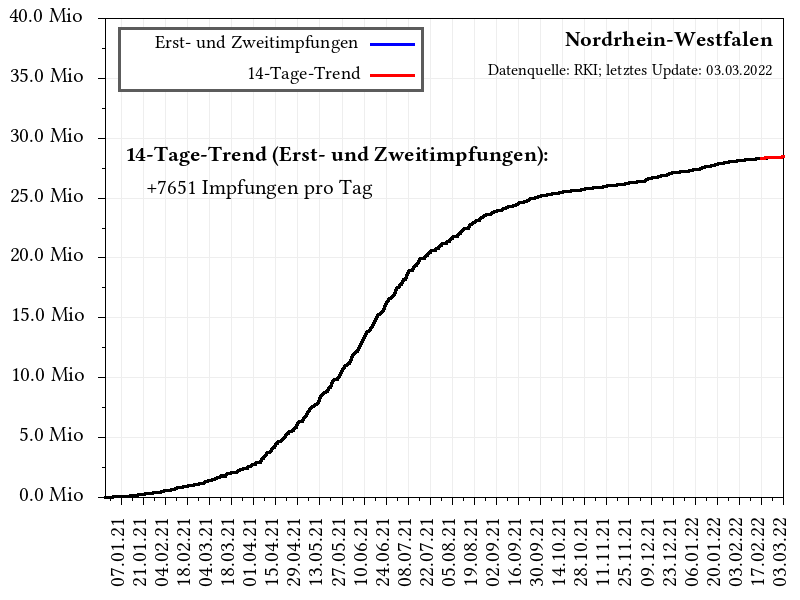 40.0 Mio
35.0 Mio
30.0 Mio
25.0 Mio
20.0 Mio
15.0 Mio
10.0 Mio
5.0 Mio
0.0 Mio
Erst- und Zweitimpfungen
14-Tage-Trend
Nordrhein-Westfalen
Datenquelle: RKI; letztes Update: 03.03.2022
14-Tage-Trend (Erst- und Zweitimpfungen):
+7651 Impfungen pro Tag
07.01.21
21.01.21
04.02.21
18.02.21
04.03.21
18.03.21
01.04.21
15.04.21
29.04.21
13.05.21
27.05.21
10.06.21
24.06.21
08.07.21
22.07.21
05.08.21
19.08.21
02.09.21
16.09.21
30.09.21
14.10.21
28.10.21
11.11.21
25.11.21
09.12.21
23.12.21
06.01.22
20.01.22
03.02.22
17.02.22
03.03.22